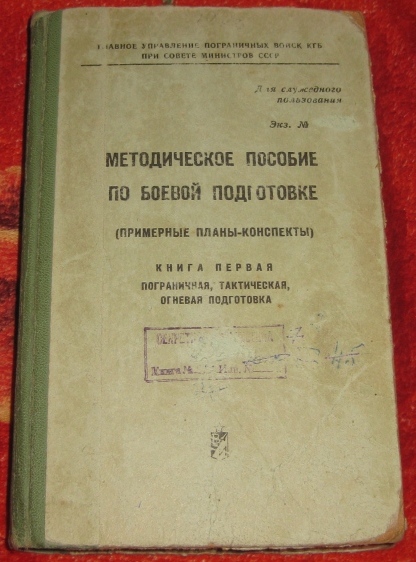 ГЛАВНОЕ УПРАВЛЕНИЕ ПОГРАНИЧНЫХ ВОЙСК КГБ
ПРИ СОВЕТЕ МИНИСТРОВ СССР
Для служебного
пользования
Экз. №
МЕТОДИЧЕСКОЕ ПОСОБИЕ
ПО БОЕВОЙ ПОДГОТОВКЕ
(ПРИМЕРНЫЕ ПЛАНЫ-КОНСПЕКТЫ)
КНИГА ПЕРВАЯ
ПОГРАНИЧНАЯ, ТАКТИЧЕСКАЯ,
ОГНЕВАЯ ПОДГОТОВКА